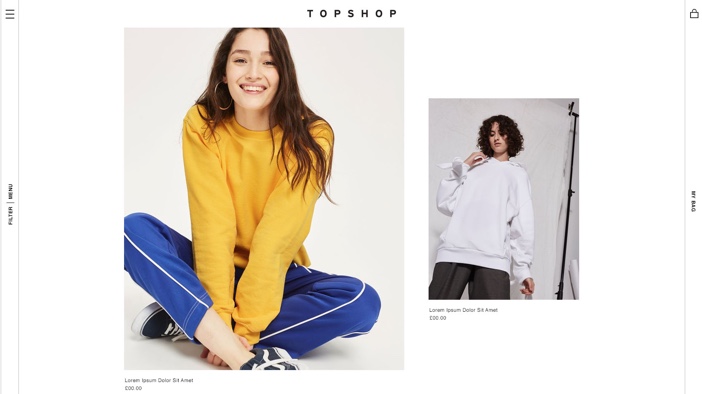 TOPSHOP
FILTER | MENU
MY BAG
Lorem Ipsum Dolor Sit Amet
£00.00
Lorem Ipsum Dolor Sit Amet
£00.00